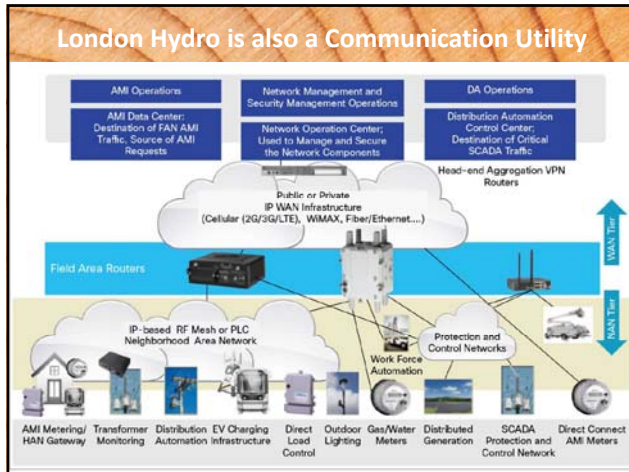 London Hydro is also a Communication Utility
AMI Operations
Network Management and
Security Management Operations
DA Operations
AMI Data Center:
Destination of FAN AMI
Traffic, Source of AMI
Requests
Network Operation Center;
Used to Manage and Secure
the Network Components
Distribution Automation
Control Center;
Destination of Critical
SCADA Traffic
Head-end Aggregation VPN
Routers
Public or Private
IP WAN Infrastructure
(Cellular (2G/3G/LTE), WiMAX, Fiber/Ethernet....)
WAN Tier
Field Area Routers
NAN Tier
IP-based RF Mesh or PLC
Neighborhood Area Network
Work Force
Automation
Protection and
Control Networks
AMI Metering/
HAN Gateway
Transformer
Monitoring
Distribution
Automation
EV Charging
Infrastructure
Direct
Load
Control
Outdoor
Lighting
Gas/Water
Meters
Distributed
Generation
SCADA
Protection and
Control Network
Direct Connect
AMI Meters